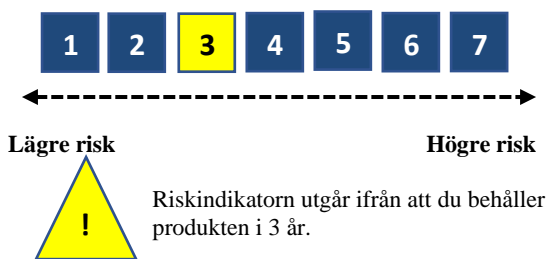 1 2 3 4 5 6 7
Lägre risk Högre risk
! Riskindikatorn utgår ifrån att du behåller
produkten i 3 år.